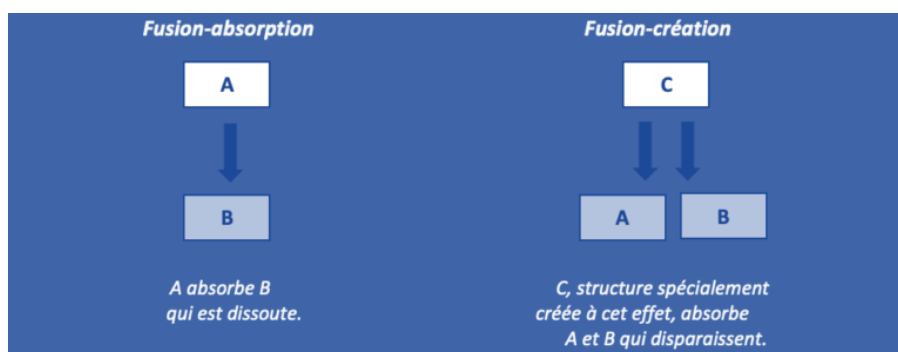 Fusion-absorption
A
B
A absorbe B
qui est dissoute.
Fusion-création
C
A
B
C, structure spécialement
créée à cet effet, absorbe
A et B qui disparaissent.